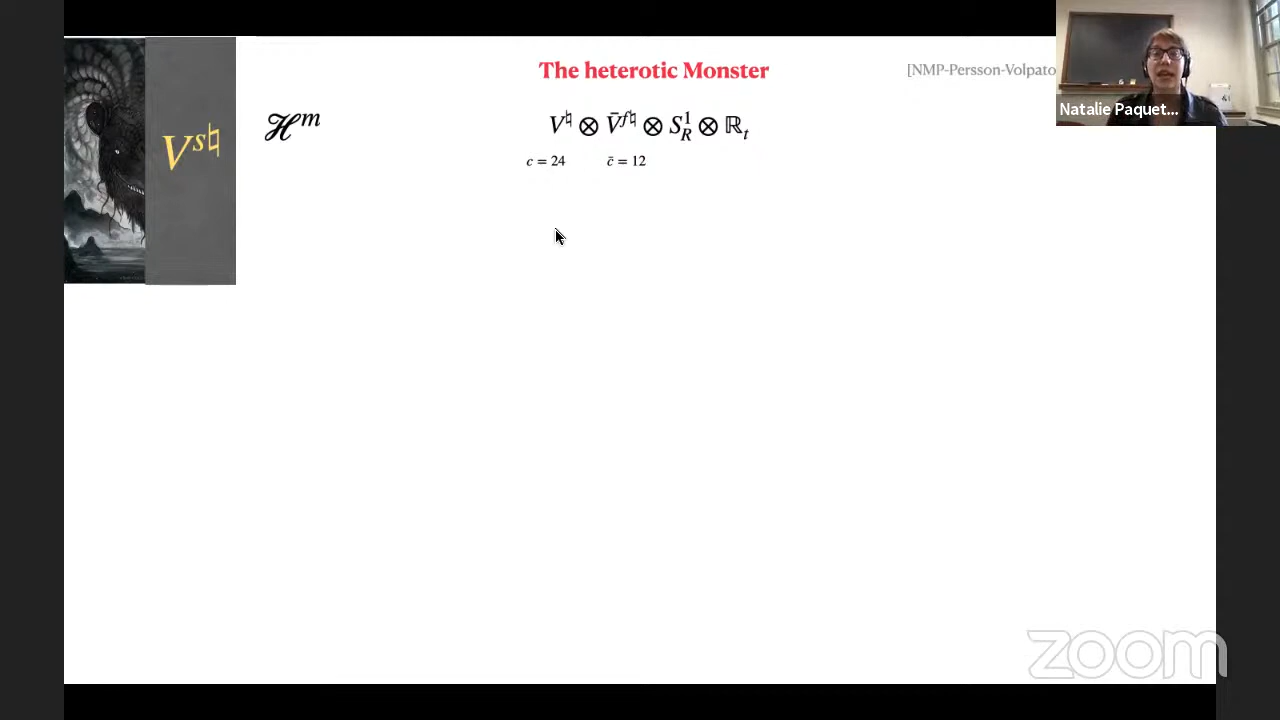 The heterotic Monster
[NMP-Persson-Volpato
Natalie Paquet...
V^{s♮}
ℋ^m
V^♮ ⊗ V̄^{f♮} ⊗ S^1_R ⊗ ℝ_t
c = 24 c̄ = 12
zoom